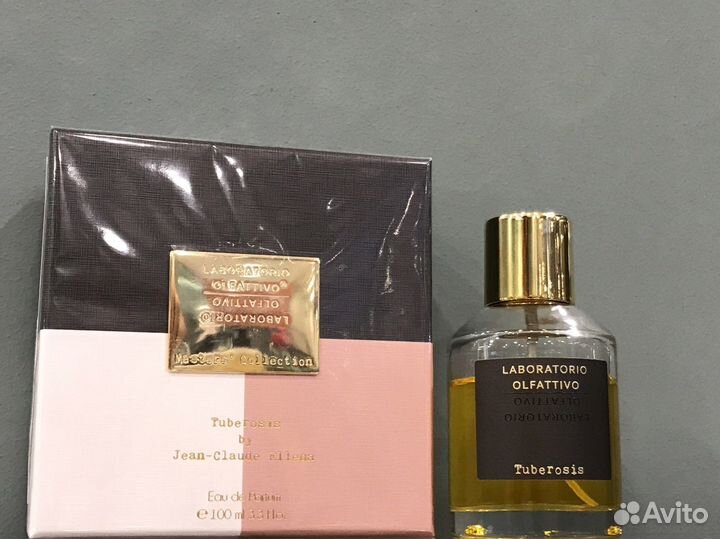 LABORATORIO
OLFATTIVO®
OLFATTIVO
LABORATORIO
Masters' Collection
Tuberosis
by
Jean-Claude Ellena
Eau de Parfum
e 100 ml 3.3 fl.o.
LABORATORIO
OLFATTIVO
OLFATTIVO
LABORATORIO
Tuberosis
Avito